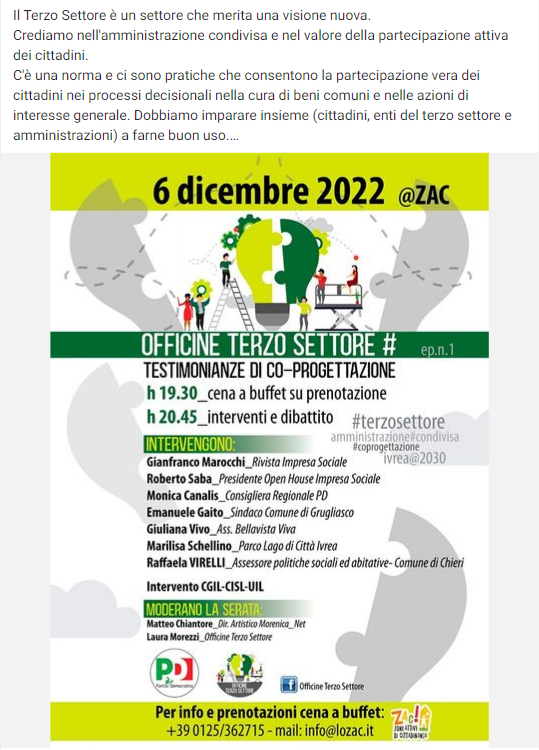 Il Terzo Settore è un settore che merita una visione nuova.
Crediamo nell'amministrazione condivisa e nel valore della partecipazione attiva
dei cittadini.
C'è una norma e ci sono pratiche che consentono la partecipazione vera dei
cittadini nei processi decisionali nella cura di beni comuni e nelle azioni di
interesse generale. Dobbiamo imparare insieme (cittadini, enti del terzo settore e
amministrazioni) a farne buon uso....
6 dicembre 2022 @ZAC
OFFICINE TERZO SETTORE # ep.n.1
TESTIMONIANZE DI CO-PROGETTAZIONE
h 19.30_cena a buffet su prenotazione
h 20.45_interventi e dibattito
#terzosettore
amministrazione#condivisa
#coprogettazione
ivrea@2030
INTERVENGONO:
Gianfranco Marocchi_Rivista Impresa Sociale
Roberto Saba_Presidente Open House Impresa Sociale
Monica Canalis_Consigliera Regionale PD
Emanuele Gaito_Sindaco Comune di Grugliasco
Giuliana Vivo_Ass. Bellavista Viva
Marilisa Schellino_Parco Lago di Città Ivrea
Raffaela VIRELLI_Assessore politiche sociali ed abitative- Comune di Chieri
Intervento CGIL-CISL-UIL
MODERANO LA SERATA:
Matteo Chiantore_Dir. Artistico Morenica_Net
Laura Morezzi_Officine Terzo Settore
PD
Partito Democratico
OFFICINE
TERZO SETTORE
Officine Terzo Settore
Per info e prenotazioni cena a buffet:
+39 0125/362715 - mail: info@lozac.it
ZAC!
ZONE ATTIVE
DI CITTADINANZA